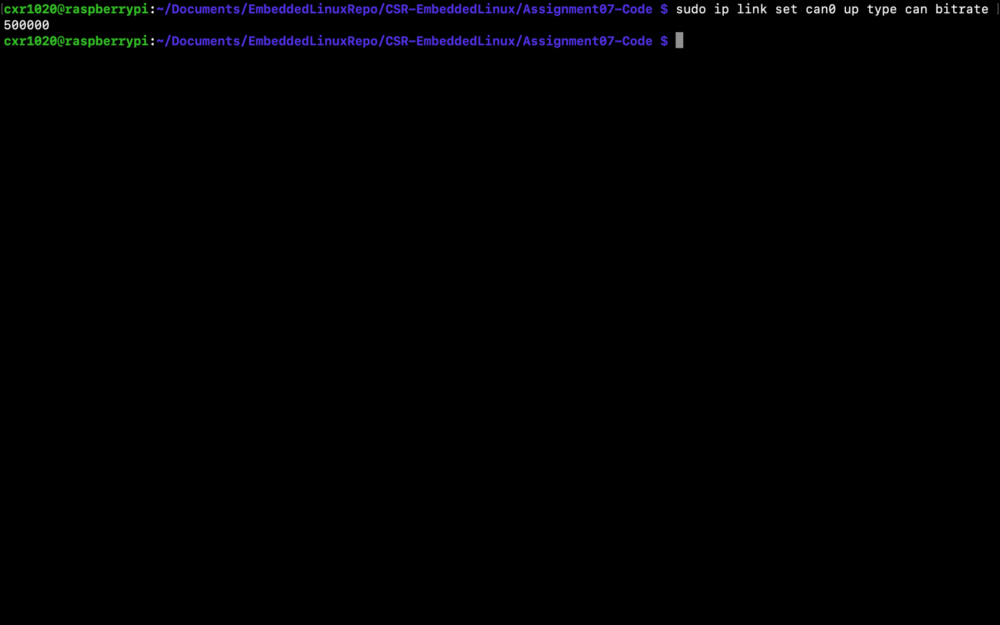 cxr1020@raspberrypi:~/Documents/EmbeddedLinuxRepo/CSR-EmbeddedLinux/Assignment07-Code $ sudo ip link set can0 up type can bitrate
500000
cxr1020@raspberrypi:~/Documents/EmbeddedLinuxRepo/CSR-EmbeddedLinux/Assignment07-Code $